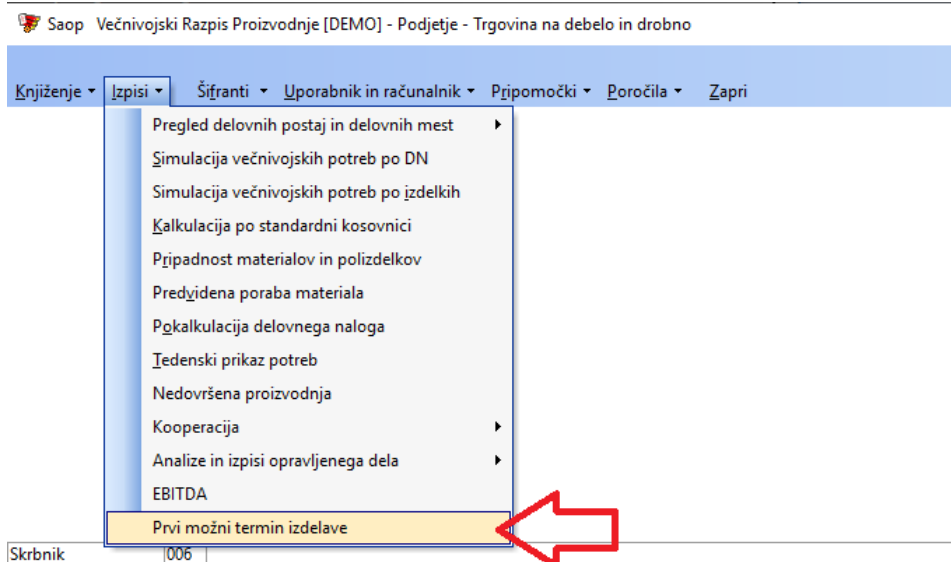 Saop Večnivojski Razpis Proizvodnje [DEMO] - Podjetje - Trgovina na debelo in drobno
Knjiženje Izpisi Šifranti Uporabnik in računalnik Pripomočki Poročila Zapri
Pregled delovnih postaj in delovnih mest
Simulacija večnivojskih potreb po DN
Simulacija večnivojskih potreb po izdelkih
Kalkulacija po standardni kosovnici
Pripadnost materialov in polizdelkov
Predvidena poraba materiala
Pokalkulacija delovnega naloga
Tedenski prikaz potreb
Nedovršena proizvodnja
Kooperacija
Analize in izpisi opravljenega dela
EBITDA
Prvi možni termin izdelave
Skrbnik 006